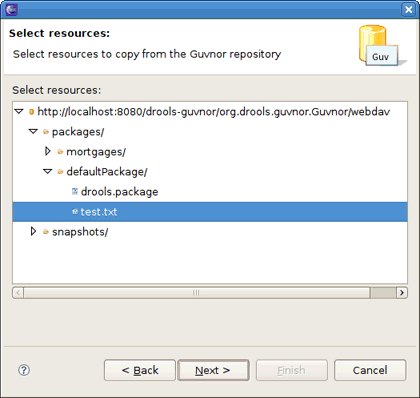 Select resources:
Select resources to copy from the Guvnor repository
Guv
Select resources:
http://localhost:8080/drools-guvnor/org.drools.guvnor.Guvnor/webdav
packages/
mortgages/
defaultPackage/
drools.package
test.txt
snapshots/
? < Back Next > Finish Cancel